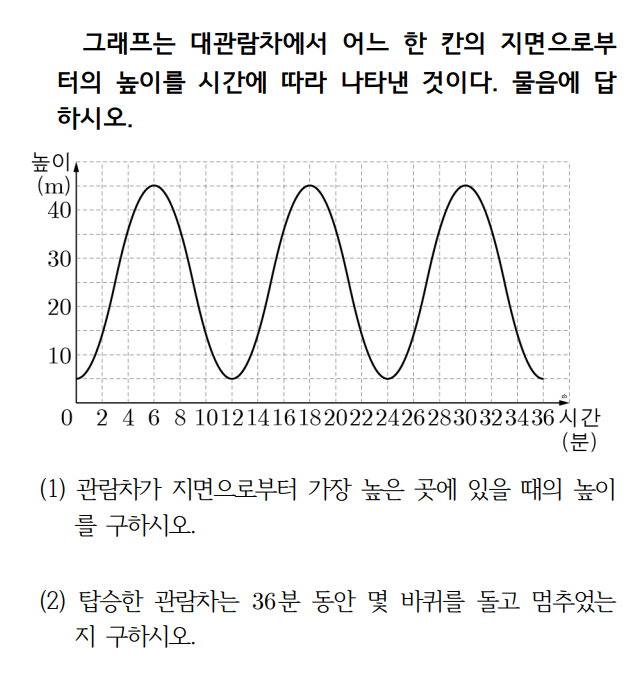 그래프는 대관람차에서 어느 한 칸의 지면으로부
터의 높이를 시간에 따라 나타낸 것이다. 물음에 답
하시오.
높이
(m)
40
30
20
10
0 2 4 6 8 10 12 14 16 18 20 22 24 26 28 30 32 34 36 시간
(분)
(1) 관람차가 지면으로부터 가장 높은 곳에 있을 때의 높이
를 구하시오.
(2) 탑승한 관람차는 36분 동안 몇 바퀴를 돌고 멈추었는
지 구하시오.